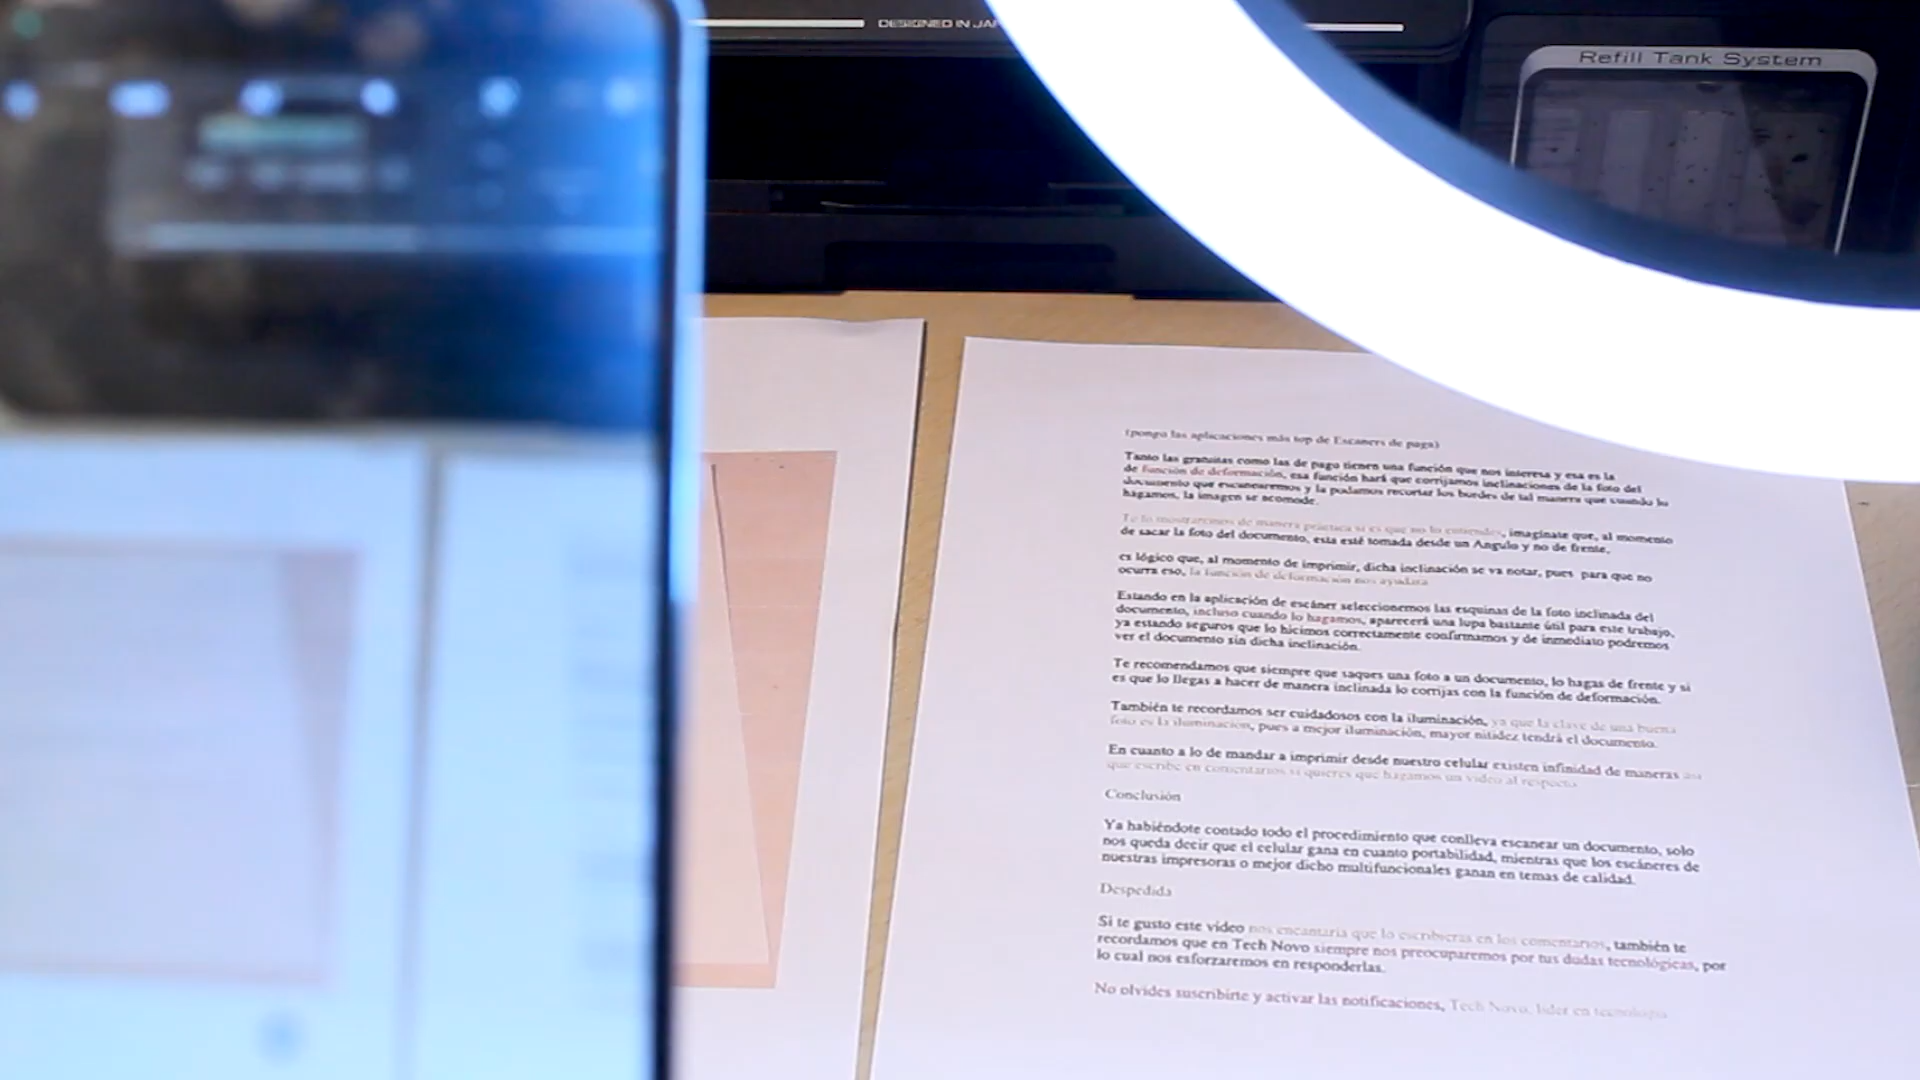 DESIGNED IN JAP
Refill Tank System
(pongo las aplicaciones más top de Escaners de paga)
Tanto las gratuitas como las de pago tienen una función que nos interesa y esa es la
de función de deformación, esa función hará que corrijamos inclinaciones de la foto del
documento que escanearemos y la podamos recortar los bordes de tal manera que cuando lo
hagamos, la imagen se acomode.
Te lo mostraremos de manera práctica si es que no lo entiendes, imagínate que, al momento
de sacar la foto del documento, esta esté tomada desde un Angulo y no de frente,
es lógico que, al momento de imprimir, dicha inclinación se va notar, pues para que no
ocurra eso, la función de deformación nos ayudara
Estando en la aplicación de escáner seleccionemos las esquinas de la foto inclinada del
documento, incluso cuando lo hagamos, aparecerá una lupa bastante útil para este trabajo,
ya estando seguros que lo hicimos correctamente confirmamos y de inmediato podremos
ver el documento sin dicha inclinación.
Te recomendamos que siempre que saques una foto a un documento, lo hagas de frente y si
es que lo llegas a hacer de manera inclinada lo corrijas con la función de deformación.
También te recordamos ser cuidadosos con la iluminación, ya que la clave de una buena
foto es la iluminación, pues a mejor iluminación, mayor nitidez tendrá el documento.
En cuanto a lo de mandar a imprimir desde nuestro celular existen infinidad de maneras así
que escribe en comentarios si quieres que hagamos un video al respecto
Conclusión
Ya habiéndote contado todo el procedimiento que conlleva escanear un documento, solo
nos queda decir que el celular gana en cuanto portabilidad, mientras que los escáneres de
nuestras impresoras o mejor dicho multifuncionales ganan en temas de calidad.
Despedida
Si te gusto este vídeo nos encantaría que lo escribieras en los comentarios, también te
recordamos que en Tech Novo siempre nos preocuparemos por tus dudas tecnológicas, por
lo cual nos esforzaremos en responderlas.
No olvides suscribirte y activar las notificaciones, Tech Novo, líder en tecnología